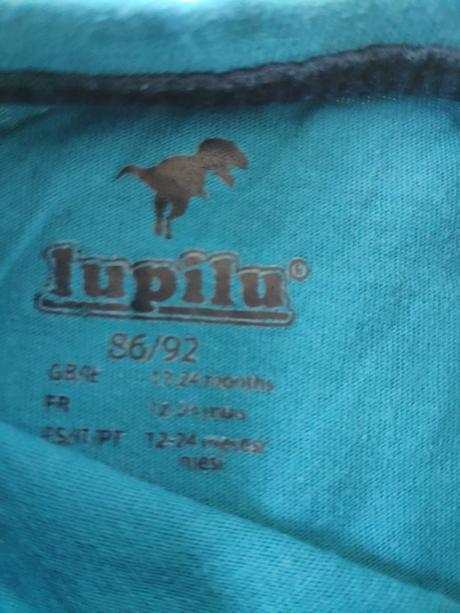 lupilu®
86/92
GB/IE 12-24 months
FR 12-24 mois
ES/IT/PT 12-24 meses/
mesi